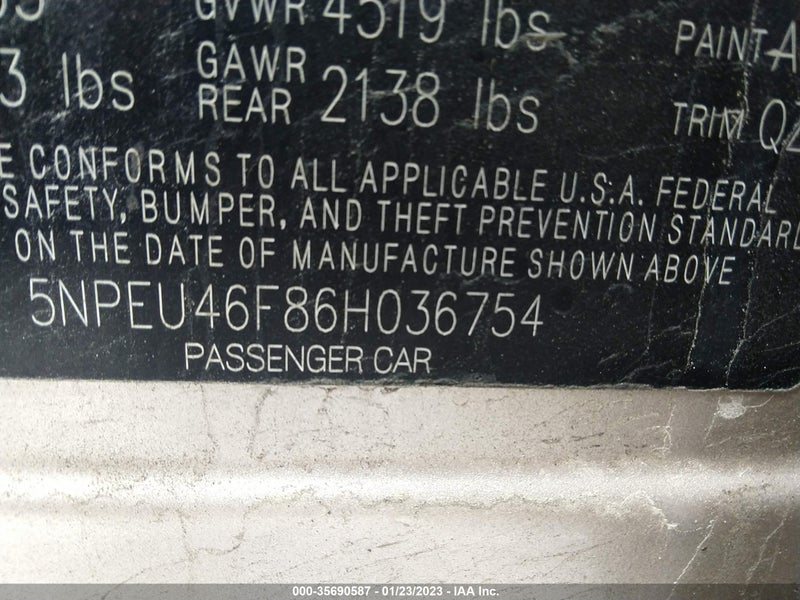 GVWR 4519 lbs
3 lbs GAWR REAR 2138 lbs
PAINT
TRIM
CONFORMS TO ALL APPLICABLE U.S.A. FEDERAL
SAFETY, BUMPER, AND THEFT PREVENTION STANDARD
ON THE DATE OF MANUFACTURE SHOWN ABOVE
5NPEU46F86H036754
PASSENGER CAR
000-35690587 - 01/23/2023 - IAA Inc.